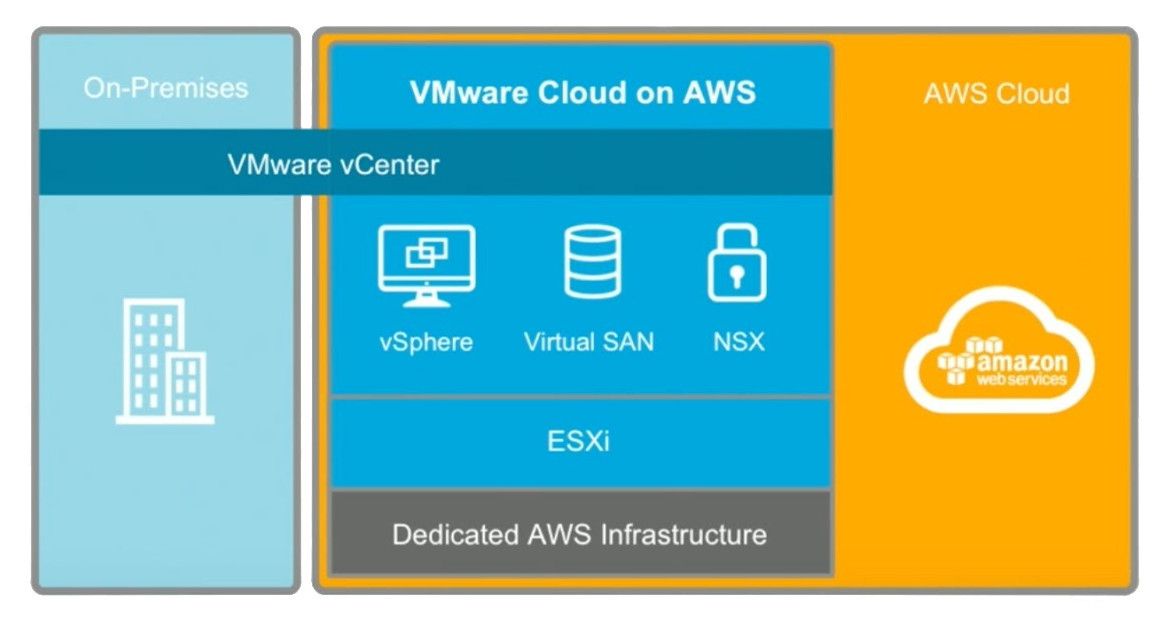 On-Premises
VMware Cloud on AWS
AWS Cloud
VMware vCenter
vSphere
Virtual SAN
NSX
amazon
web services
ESXi
Dedicated AWS Infrastructure